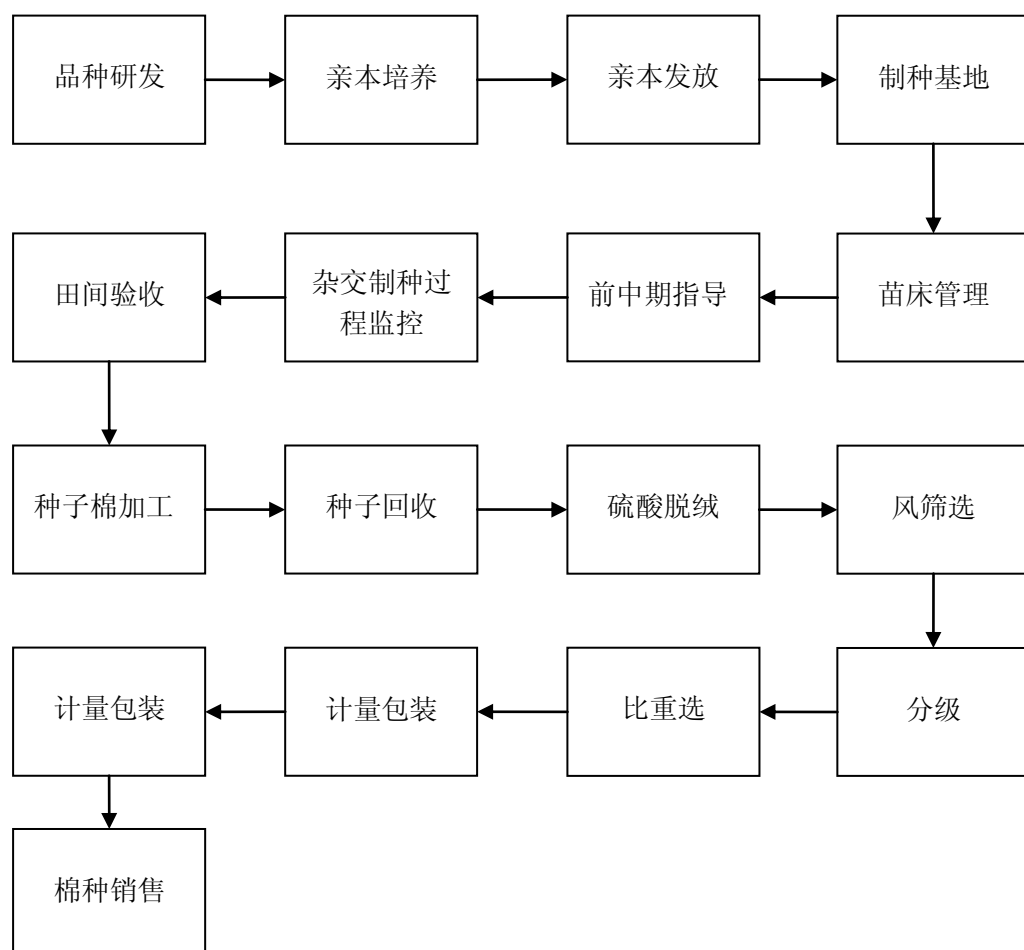 品种研发
亲本培养
亲本发放
制种基地
苗床管理
前中期指导
杂交制种过
程监控
田间验收
种子棉加工
种子回收
硫酸脱绒
风筛选
分级
比重选
计量包装
计量包装
棉种销售